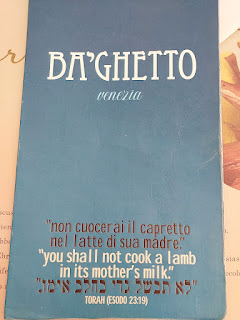 BA'GHETTO
venezia
"non cuocerai il capretto
nel latte di sua madre."
"you shall not cook a lamb
in its mother's milk."
"לא תבשל גדי בחלב אימו."
TORAH (ESODO 23:19)